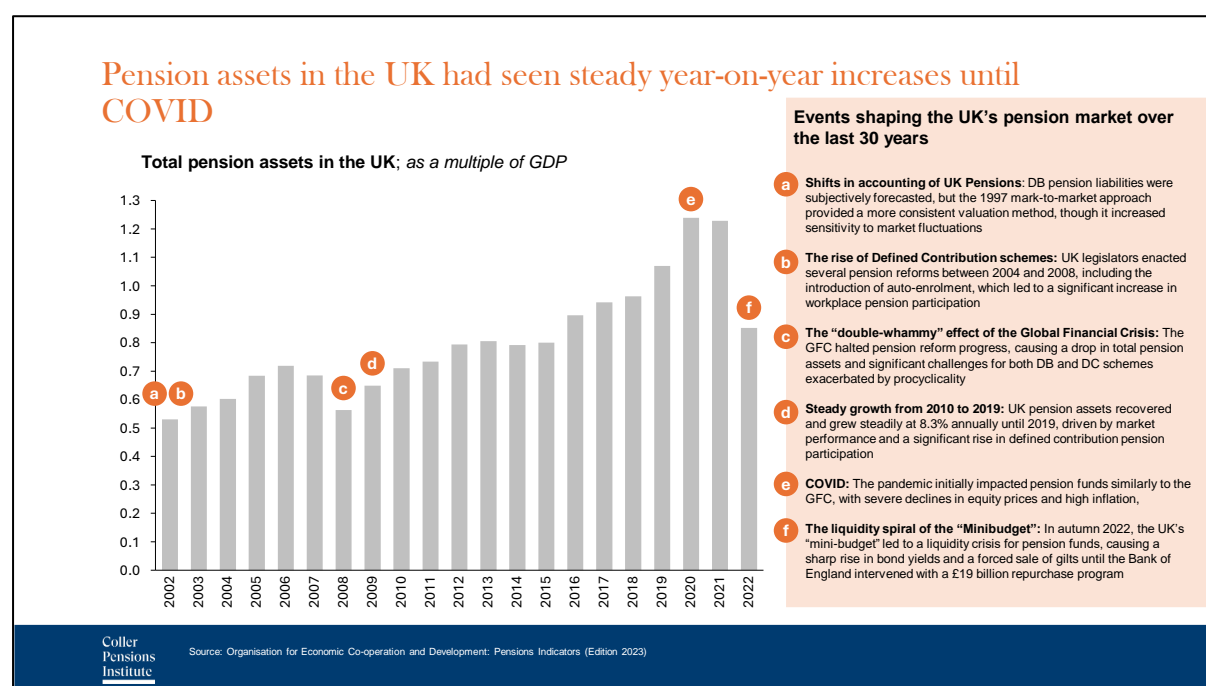 Pension assets in the UK had seen steady year-on-year increases until
COVID
Total pension assets in the UK; as a multiple of GDP
1.3
1.2
1.1
1.0
0.9
0.8
0.7
0.6
0.5
0.4
0.3
0.2
0.1
0.0
a
b
c
d
e
f
2002
2003
2004
2005
2006
2007
2008
2009
2010
2011
2012
2013
2014
2015
2016
2017
2018
2019
2020
2021
2022
Events shaping the UK's pension market over
the last 30 years
a Shifts in accounting of UK Pensions: DB pension liabilities were
subjectively forecasted, but the 1997 mark-to-market approach
provided a more consistent valuation method, though it increased
sensitivity to market fluctuations
b The rise of Defined Contribution schemes: UK legislators enacted
several pension reforms between 2004 and 2008, including the
introduction of auto-enrolment, which led to a significant increase in
workplace pension participation
c The “double-whammy” effect of the Global Financial Crisis: The
GFC halted pension reform progress, causing a drop in total pension
assets and significant challenges for both DB and DC schemes
exacerbated by procyclicality
d Steady growth from 2010 to 2019: UK pension assets recovered
and grew steadily at 8.3% annually until 2019, driven by market
performance and a significant rise in defined contribution pension
participation
e COVID: The pandemic initially impacted pension funds similarly to the
GFC, with severe declines in equity prices and high inflation,
f The liquidity spiral of the “Minibudget”: In autumn 2022, the UK's
“mini-budget” led to a liquidity crisis for pension funds, causing a
sharp rise in bond yields and a forced sale of gilts until the Bank of
England intervened with a £19 billion repurchase program
Coller
Pensions
Institute
Source: Organisation for Economic Co-operation and Development: Pensions Indicators (Edition 2023)